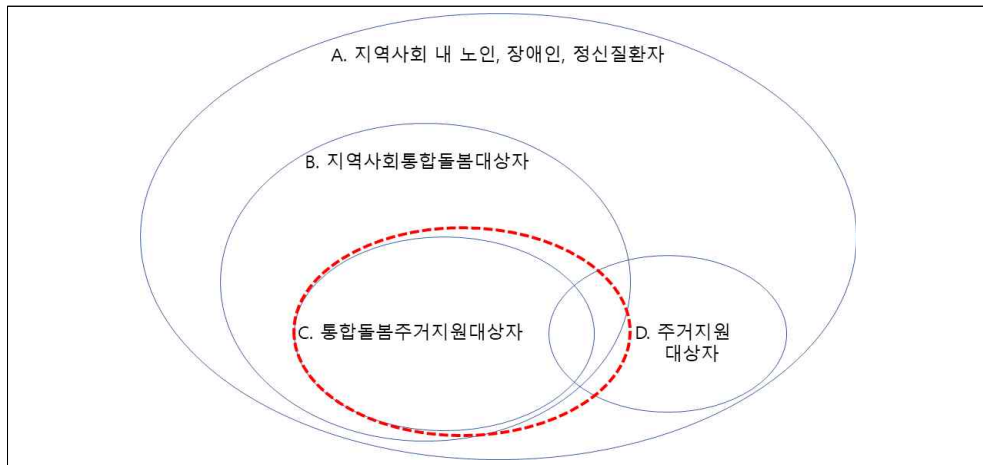 A. 지역사회 내 노인, 장애인, 정신질환자
B. 지역사회통합돌봄대상자
C. 통합돌봄주거지원대상자
D. 주거지원
대상자